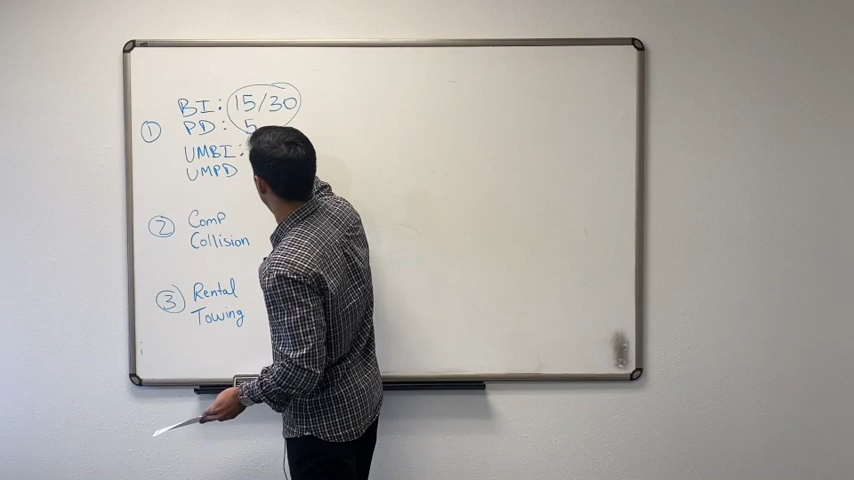 ① BI: 15/30
PD: 5
UMBI:
UMPD
② Comp
Collision
③ Rental
Towing